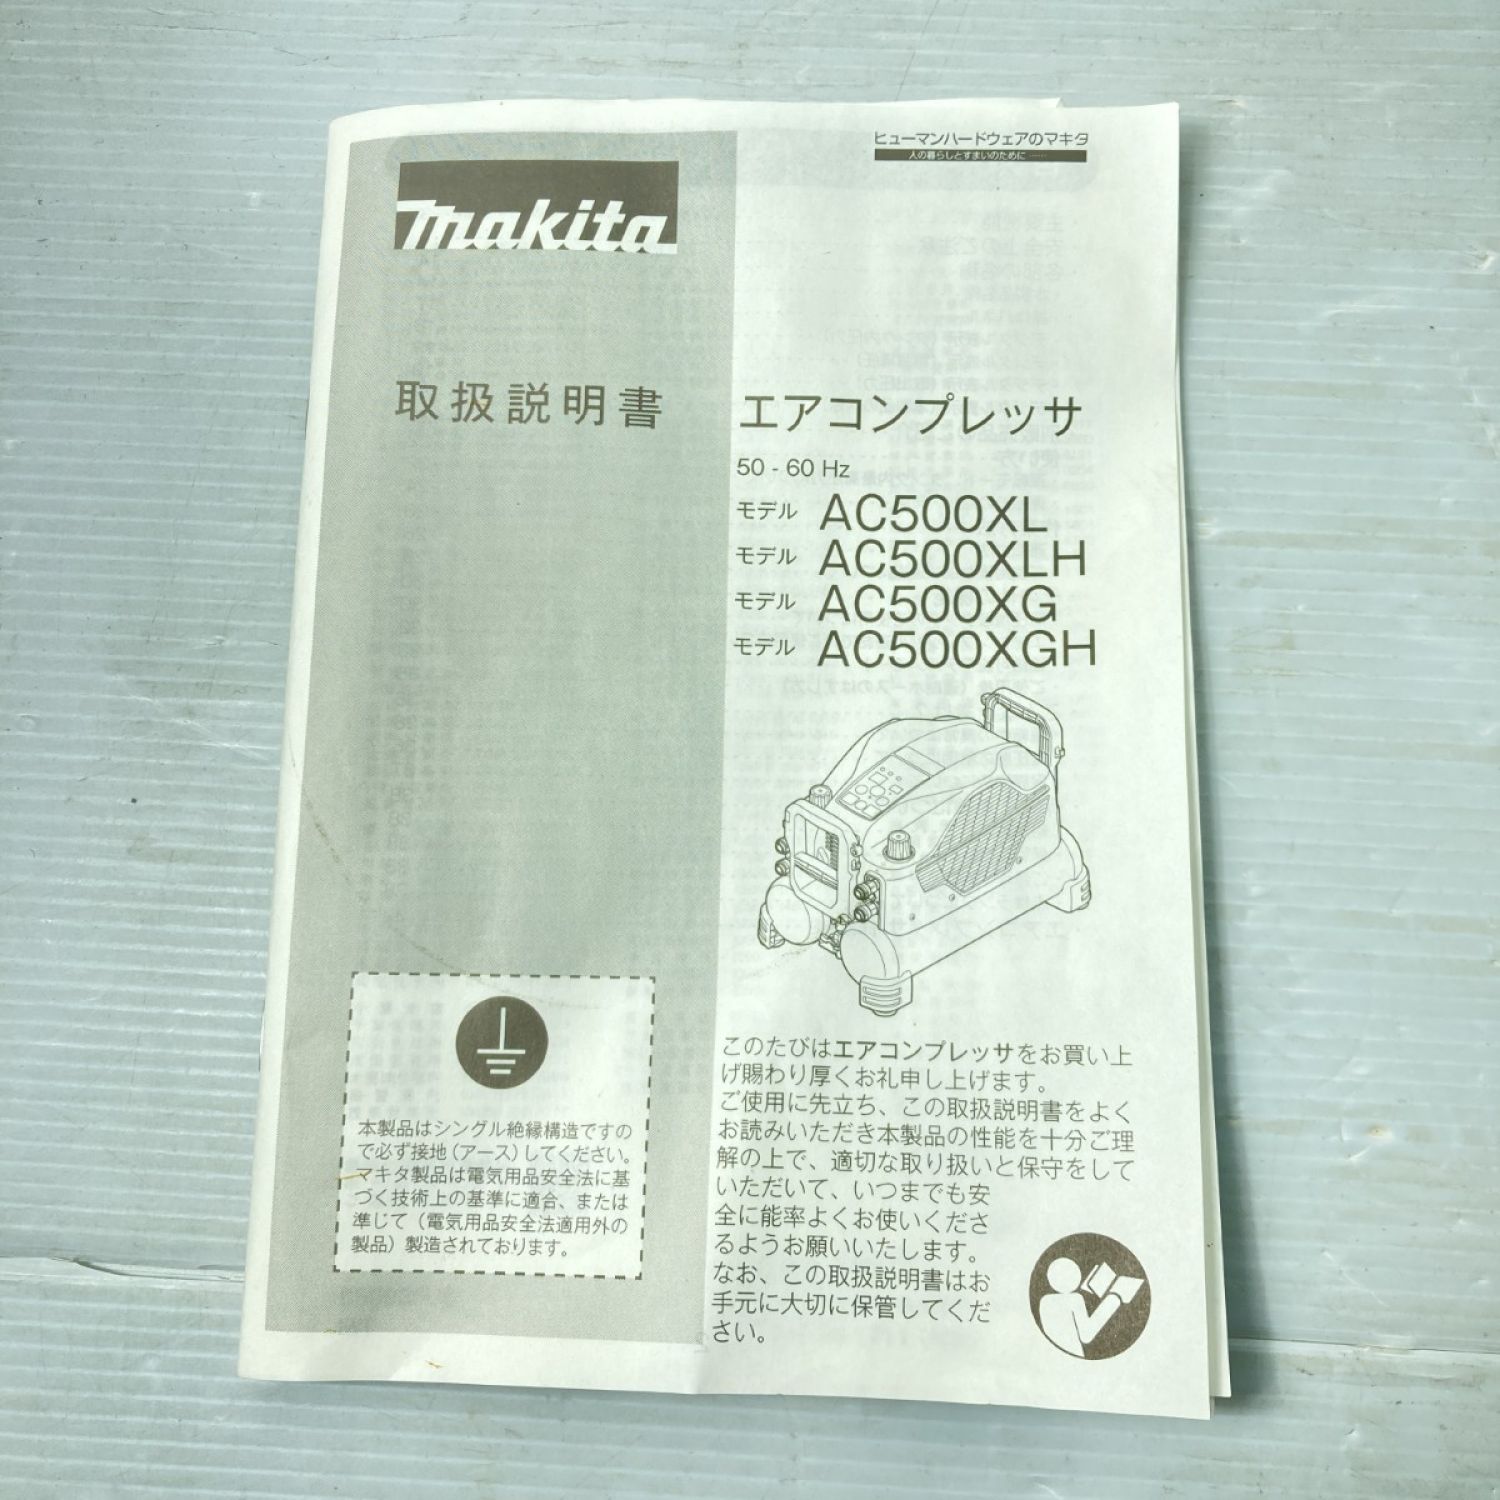 ヒューマンハードウェアのマキタ
人の暮らしとすまいのために ……
makita
取扱説明書
エアコンプレッサ
50 - 60 Hz
モデル AC500XL
モデル AC500XLH
モデル AC500XG
モデル AC500XGH
本製品はシングル絶縁構造ですの
で必ず接地（アース）してください。
マキタ製品は電気用品安全法に基
づく技術上の基準に適合、または
準じて（電気用品安全法適用外の
製品）製造されております。
このたびはエアコンプレッサをお買い上
げ賜わり厚くお礼申し上げます。
ご使用に先立ち、この取扱説明書をよく
お読みいただき本製品の性能を十分ご理
解の上で、適切な取り扱いと保守をして
いただいて、いつまでも安
全に能率よくお使いくださ
るようお願いいたします。
なお、この取扱説明書はお
手元に大切に保管してくだ
さい。